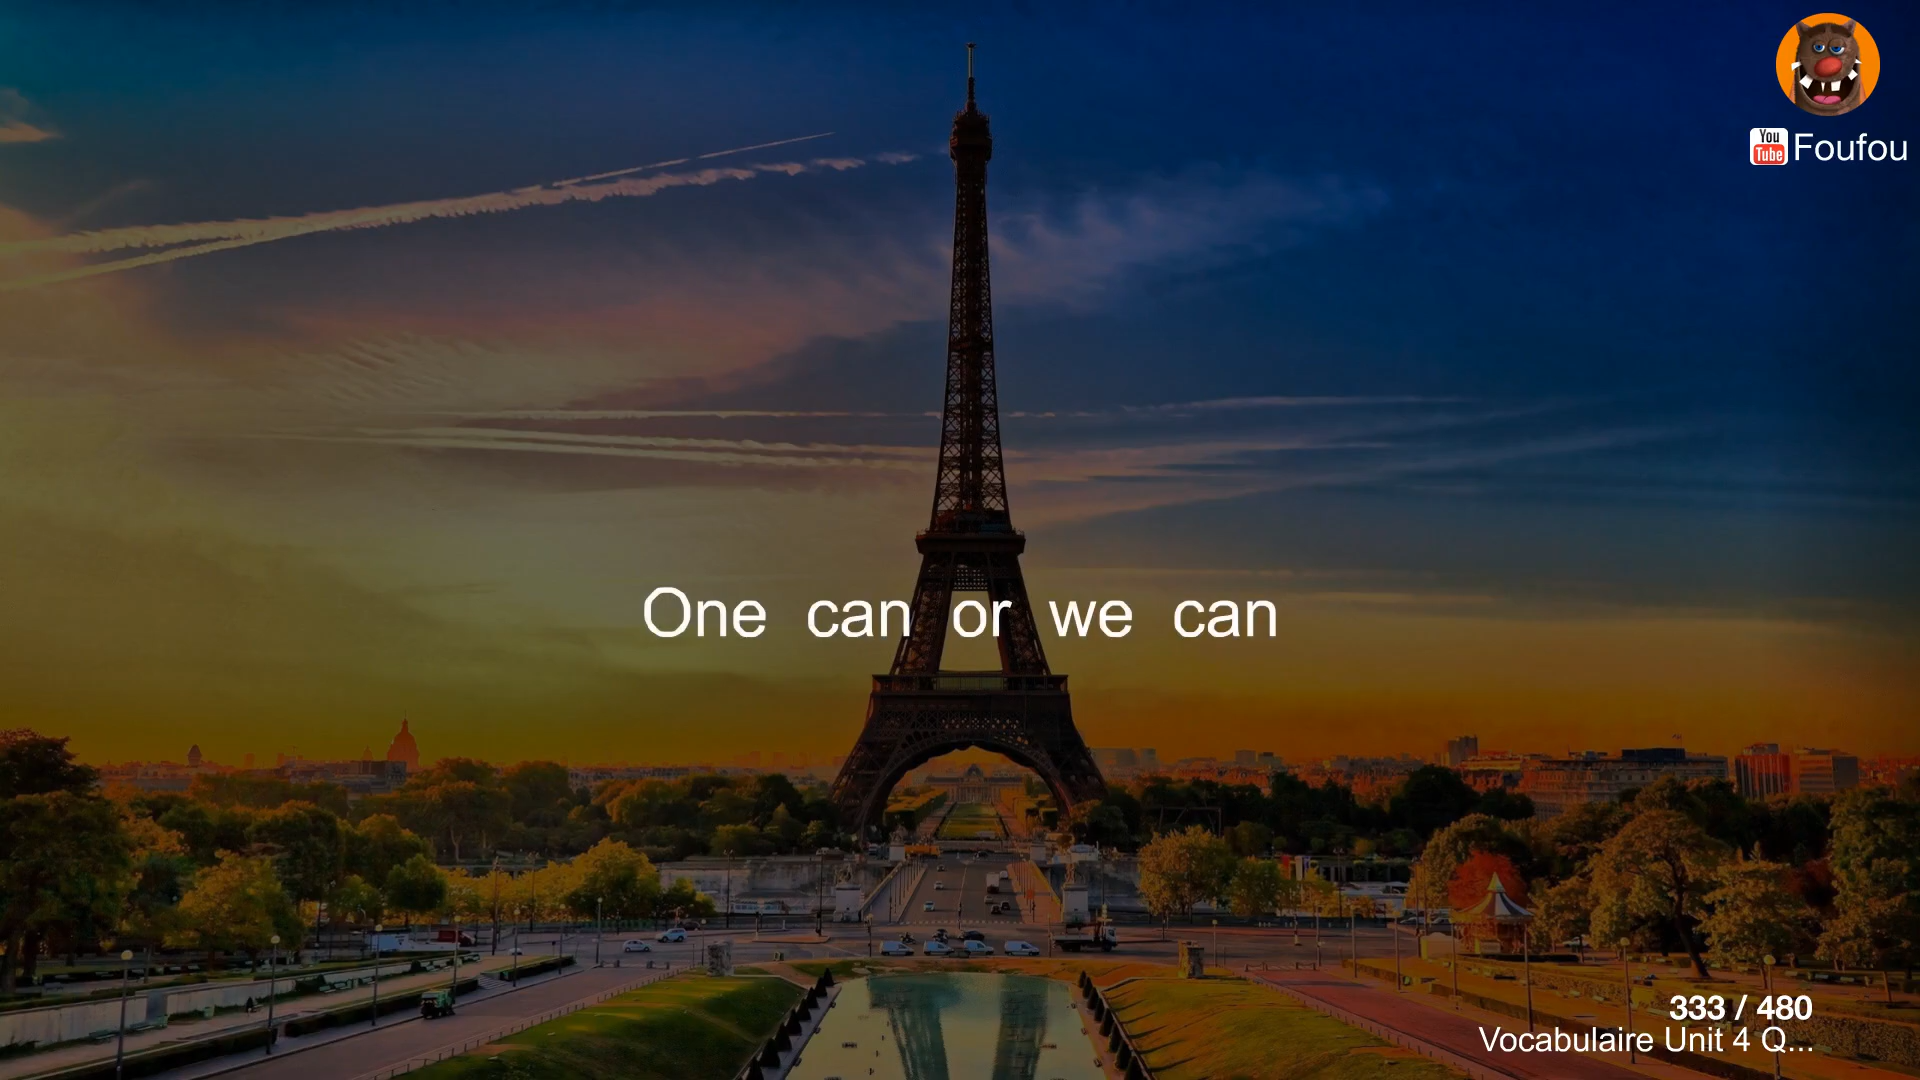 You
Tube Foufou
One can or we can
333 / 480
Vocabulaire Unit 4 Q...